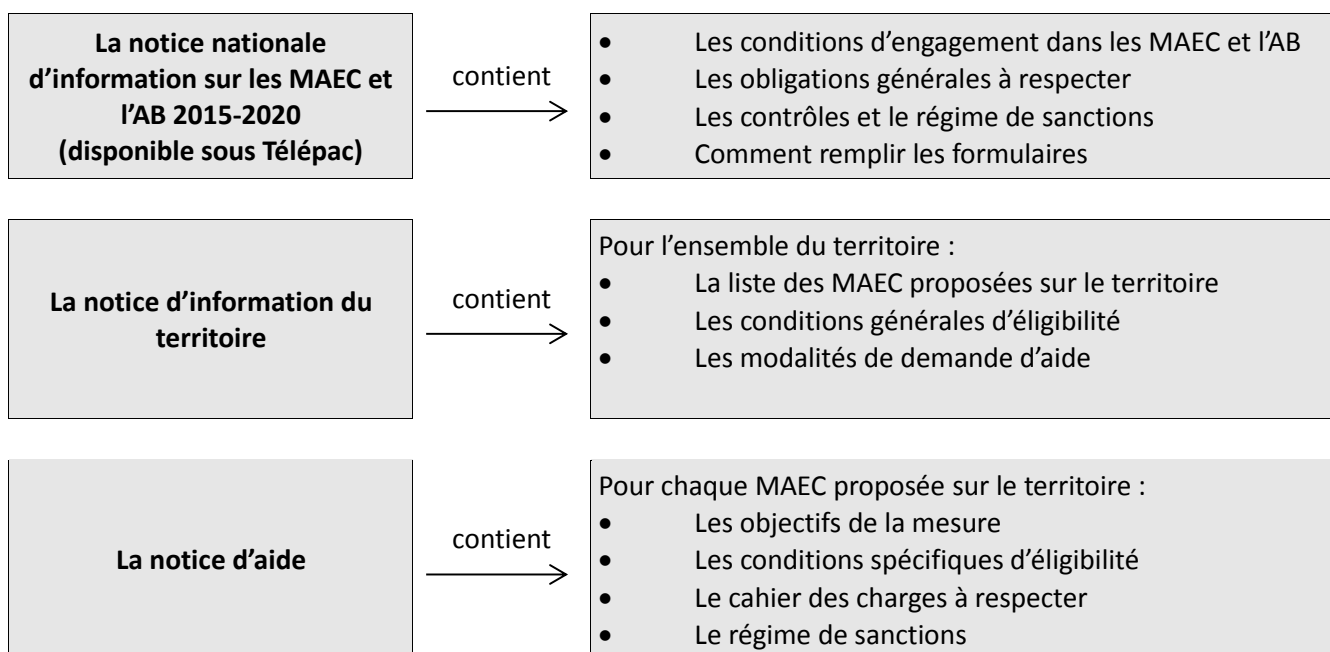 La notice nationale
d’information sur les MAEC et
l’AB 2015-2020
(disponible sous Télépac)
contient
• Les conditions d’engagement dans les MAEC et l’AB
• Les obligations générales à respecter
• Les contrôles et le régime de sanctions
• Comment remplir les formulaires
La notice d’information du
territoire
contient
Pour l’ensemble du territoire :
• La liste des MAEC proposées sur le territoire
• Les conditions générales d’éligibilité
• Les modalités de demande d’aide
La notice d’aide
contient
Pour chaque MAEC proposée sur le territoire :
• Les objectifs de la mesure
• Les conditions spécifiques d’éligibilité
• Le cahier des charges à respecter
• Le régime de sanctions